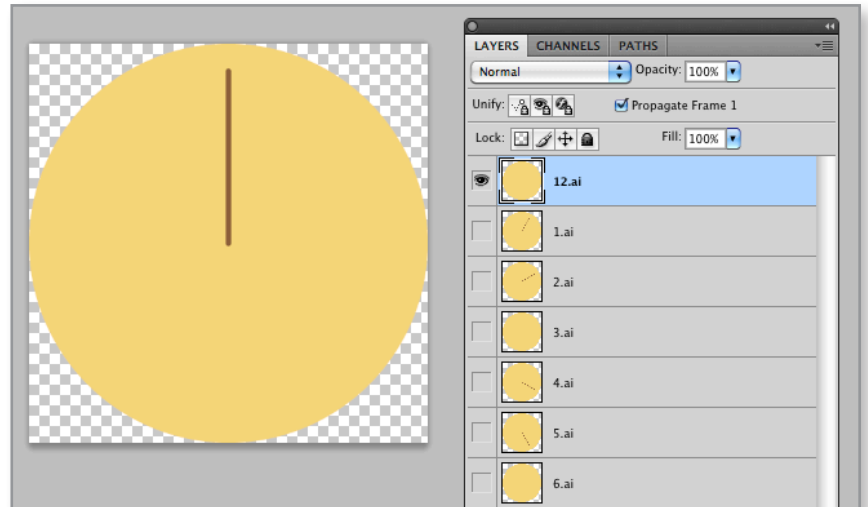 LAYERS CHANNELS PATHS
Normal Opacity: 100%
Unify: Propagate Frame 1
Lock: Fill: 100%
12.ai
1.ai
2.ai
3.ai
4.ai
5.ai
6.ai